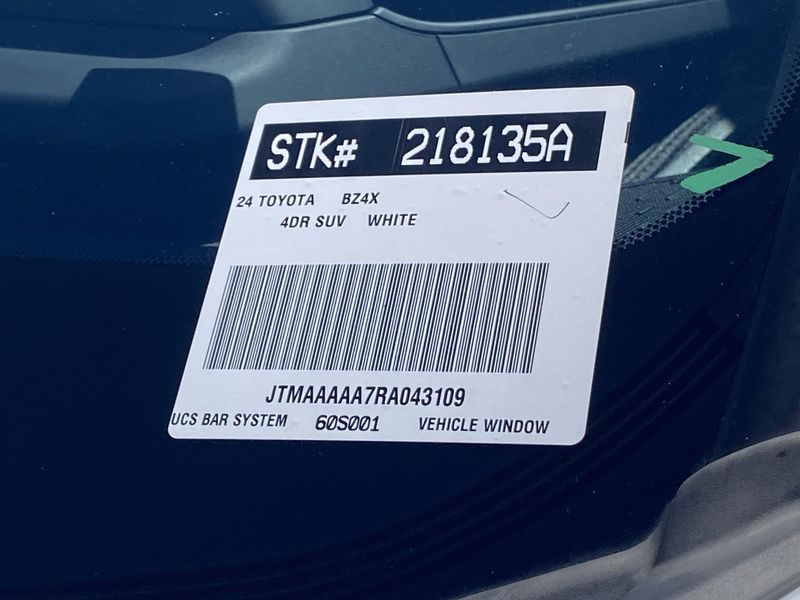 STK# 218135A
24 TOYOTA BZ4X
4DR SUV WHITE
JTMAAAAA7RA043109
UCS BAR SYSTEM 60S001 VEHICLE WINDOW